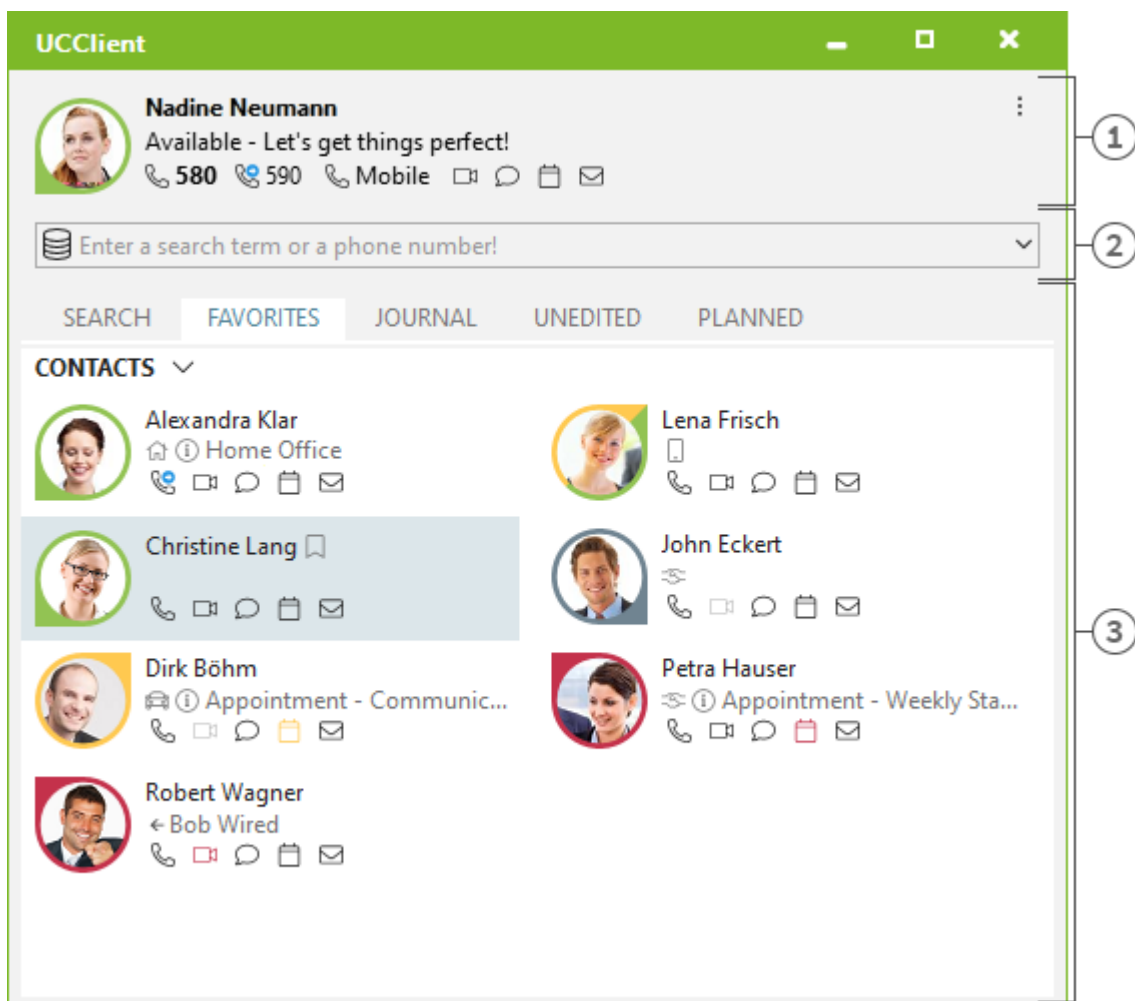 UCClient
Nadine Neumann
Available - Let's get things perfect!
580 590 Mobile
1
Enter a search term or a phone number!
2
SEARCH FAVORITES JOURNAL UNEDITED PLANNED
CONTACTS
Alexandra Klar
Home Office
Lena Frisch
Christine Lang
John Eckert
3
Dirk Böhm
Appointment - Communic...
Petra Hauser
Appointment - Weekly Sta...
Robert Wagner
Bob Wired